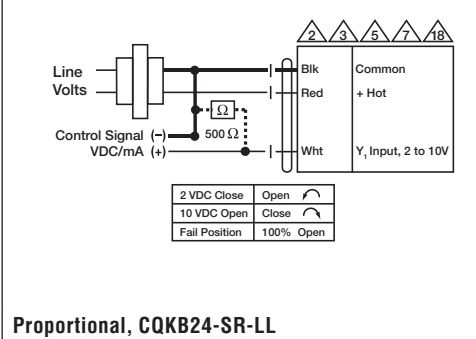 2 3 5 7 18
Line
Volts
Blk Common
Red + Hot
Ω
500 Ω
Control Signal (-)
VDC/mA (+)
Wht Y1 Input, 2 to 10V
2 VDC Close Open
10 VDC Open Close
Fail Position 100% Open
Proportional, CQKB24-SR-LL